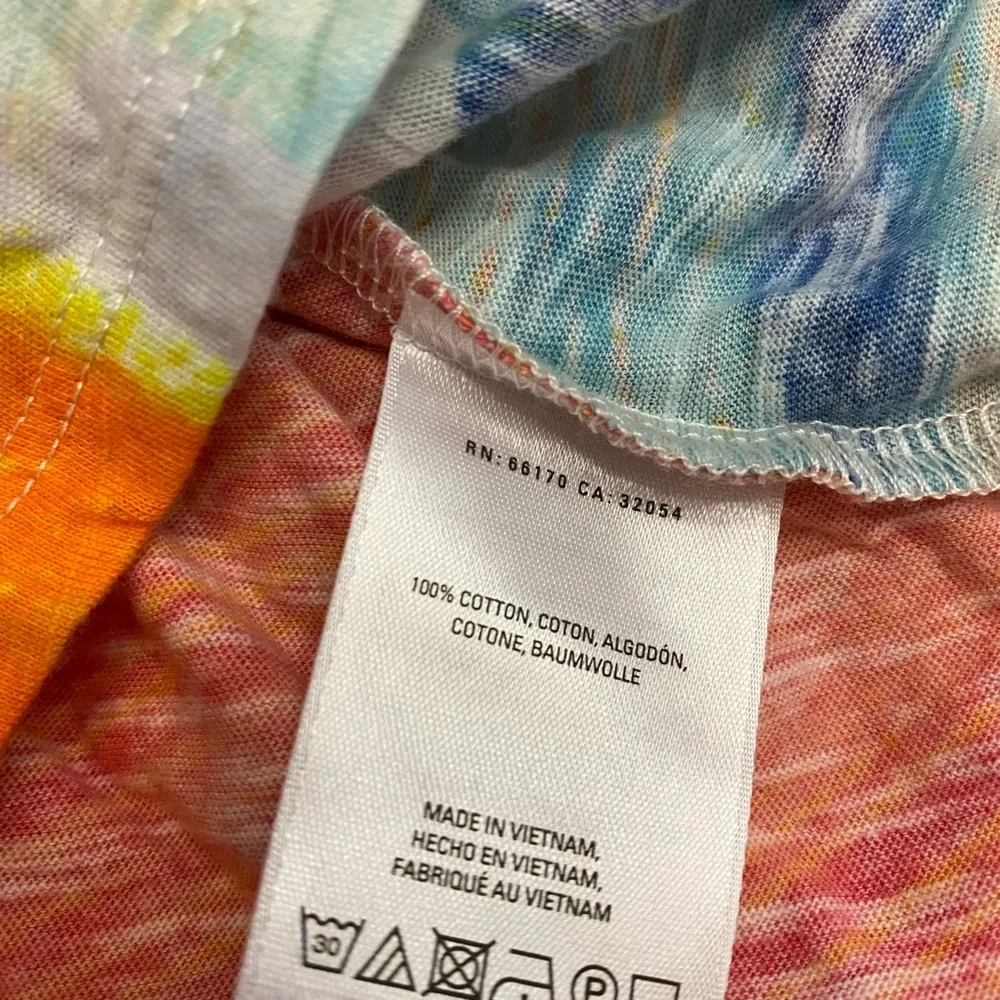 RN: 66170 CA: 32054
100% COTTON, COTON, ALGODÓN,
COTONE, BAUMWOLLE
MADE IN VIETNAM,
HECHO EN VIETNAM,
FABRIQUÉ AU VIETNAM
30
P